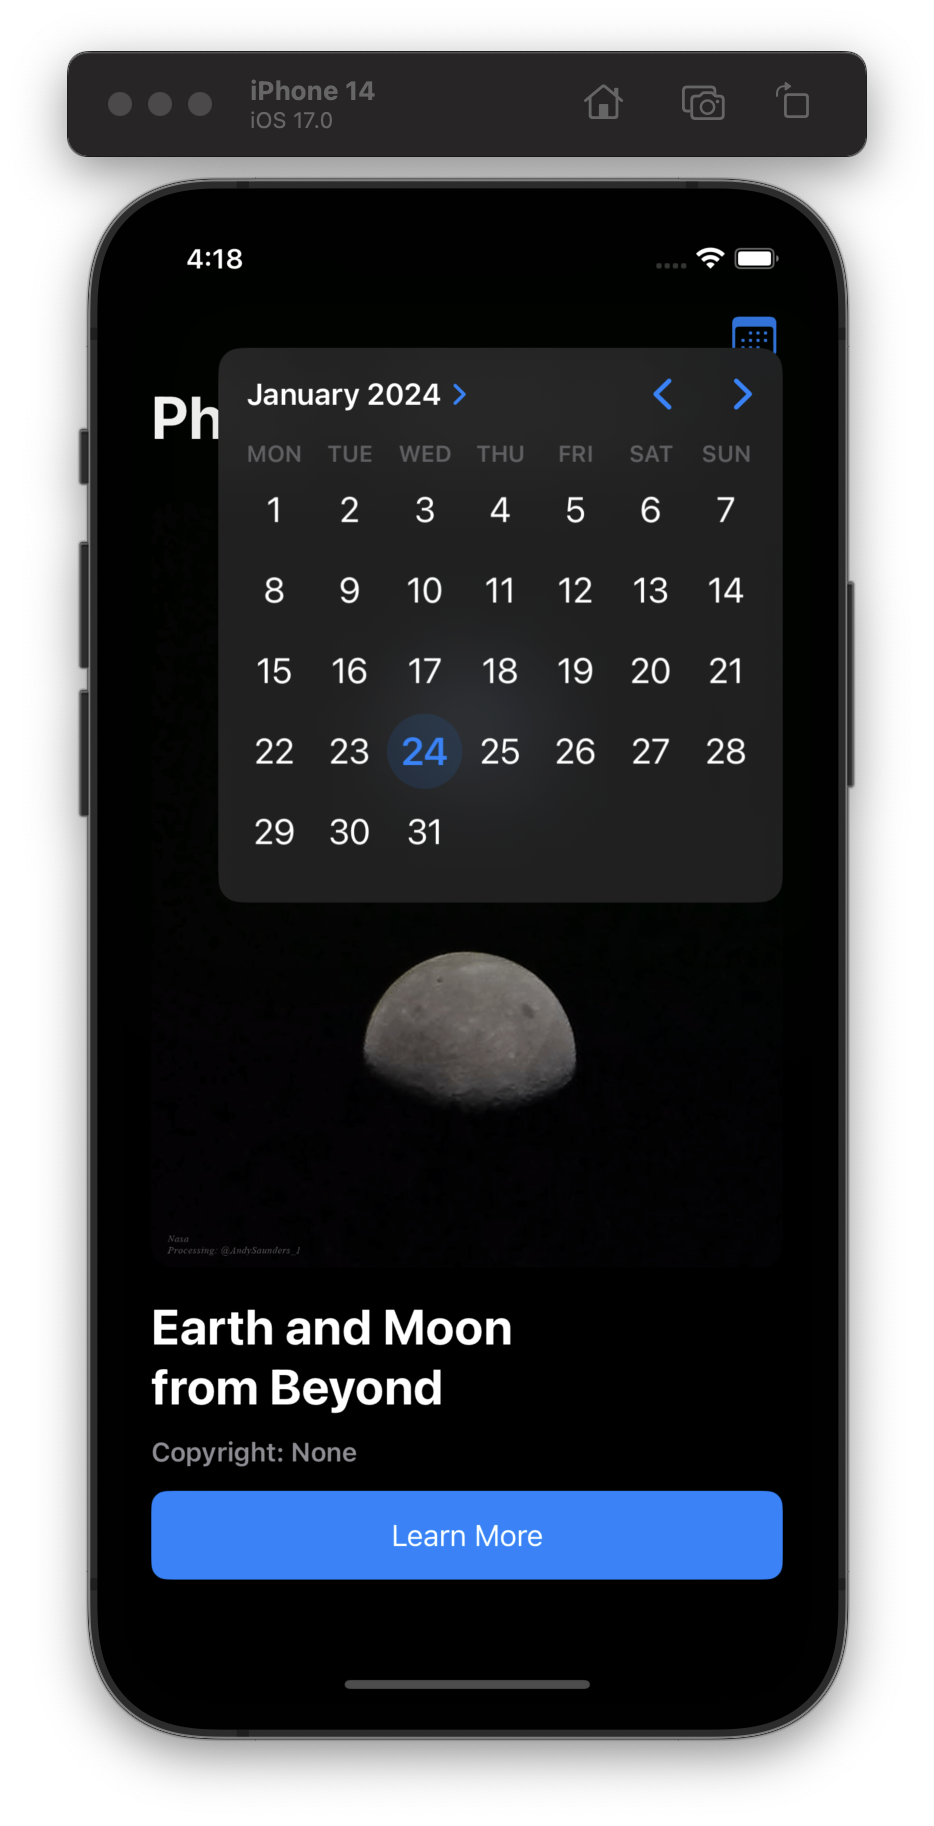 iPhone 14
iOS 17.0
4:18
Ph
January 2024
MON TUE WED THU FRI SAT SUN
1 2 3 4 5 6 7
8 9 10 11 12 13 14
15 16 17 18 19 20 21
22 23 24 25 26 27 28
29 30 31
Nasa
Processing: @AndySaunders_1
Earth and Moon
from Beyond
Copyright: None
Learn More